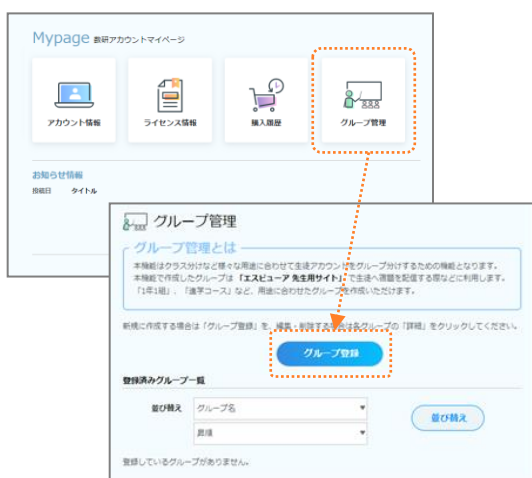 Mypage 数研アカウントマイページ
アカウント情報
ライセンス情報
購入履歴
グループ管理
お知らせ情報
投稿日 タイトル
グループ管理
グループ管理とは
本機能はクラス分けなど様々な用途に合わせて生徒アカウントをグループ分けするための機能となります。
本機能で作成したグループは「エスビューア 先生用サイト」で生徒へ課題を配信する際などに利用します。
「1年1組」、「進学コース」など、用途に合わせたグループを作成いただけます。
新規に作成する場合は「グループ登録」を、編集・削除する場合は各グループの「詳細」をクリックしてください。
グループ登録
登録済みグループ一覧
並び替え グループ名
昇順
並び替え
登録しているグループがありません。